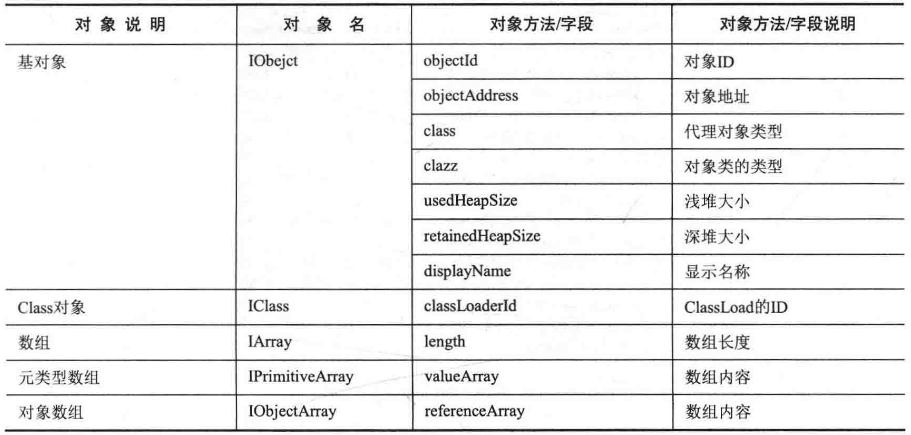 对象说明 对象名 对象方法/字段 对象方法/字段说明
基对象 IObejct objectId 对象ID
objectAddress 对象地址
class 代理对象类型
clazz 对象类的类型
usedHeapSize 浅堆大小
retainedHeapSize 深堆大小
displayName 显示名称
Class对象 IClass classLoaderId ClassLoad的ID
数组 IArray length 数组长度
元类型数组 IPrimitiveArray valueArray 数组内容
对象数组 IObjectArray referenceArray 数组内容